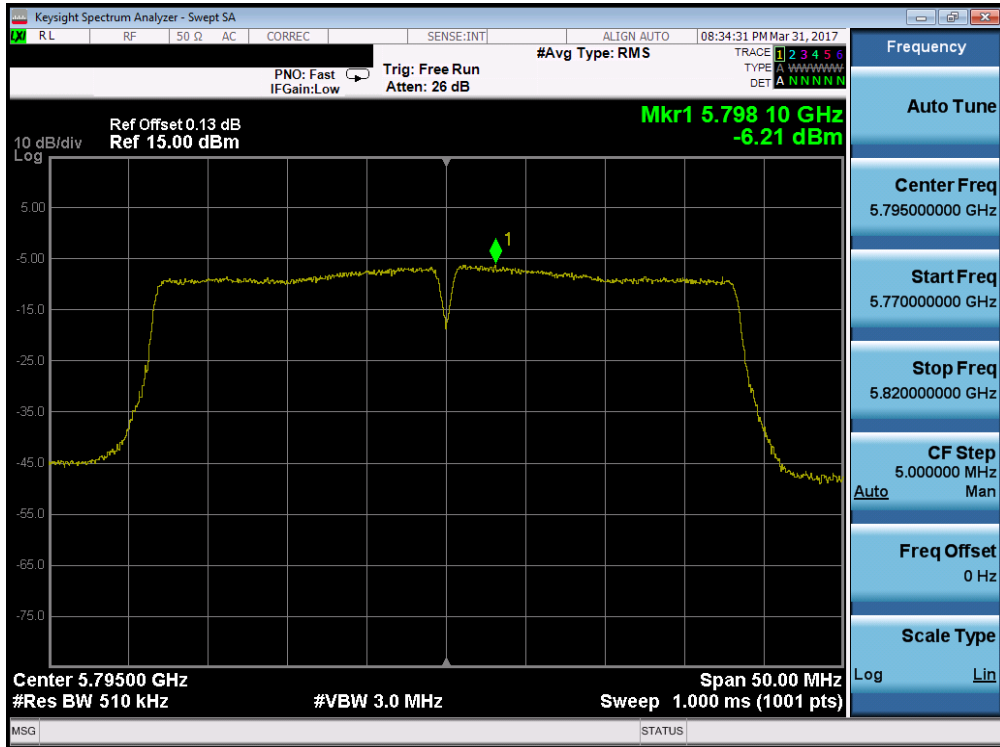 Keysight Spectrum Analyzer - Swept SA
LXI RL RF 50 Ω AC CORREC SENSE:INT ALIGN AUTO 08:34:31 PM Mar 31, 2017
Frequency
PNO: Fast
IFGain:Low
Trig: Free Run
Atten: 26 dB
#Avg Type: RMS
TRACE 1 2 3 4 5 6
TYPE A WWWWW
DET A N N N N N
Auto Tune
Mkr1 5.798 10 GHz
-6.21 dBm
10 dB/div
Log
Ref Offset 0.13 dB
Ref 15.00 dBm
5.00
-5.00
-15.0
-25.0
-35.0
-45.0
-55.0
-65.0
-75.0
1
Center Freq
5.795000000 GHz
Start Freq
5.770000000 GHz
Stop Freq
5.820000000 GHz
CF Step
5.000000 MHz
Auto Man
Freq Offset
0 Hz
Scale Type
Log Lin
Center 5.79500 GHz
Span 50.00 MHz
#Res BW 510 kHz
#VBW 3.0 MHz
Sweep 1.000 ms (1001 pts)
MSG
STATUS